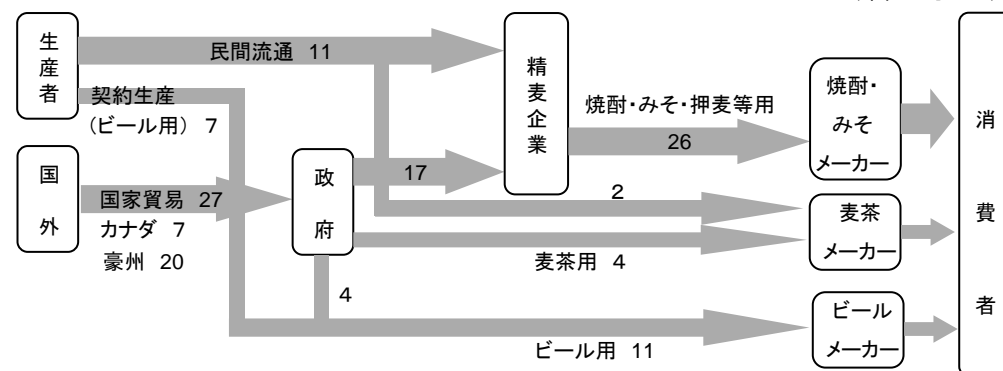 生産者
民間流通 11
契約生産
(ビール用) 7
国外
国家貿易 27
カナダ 7
豪州 20
政府
17
4
精麦企業
焼酎・みそ・押麦等用
26
2
麦茶用 4
ビール用 11
焼酎・
みそ
メーカー
麦茶
メーカー
ビール
メーカー
消費者